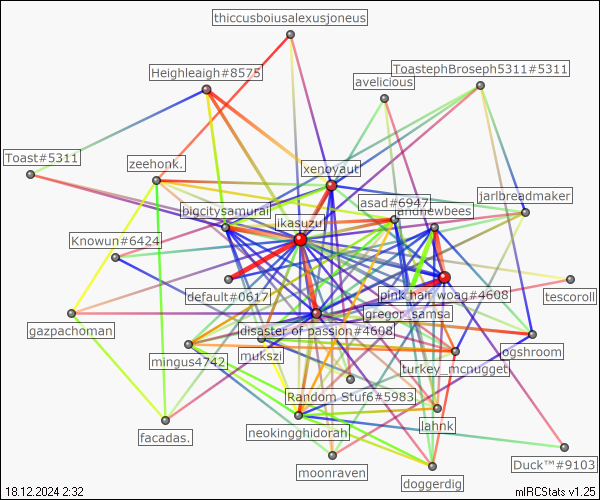 thiccusboiusalexusjoneus
Heighleigh#8575
ToastephBroseph5311#5311
avelicious
Toast#5311
zeehonk.
xenoyaut
jarlbreadmaker
asad#6947
andrewbees
bigcitysamurai
ikasuzu
Knowun#6424
default#0617
pink hair woag#4608
tescoroll
gregor_samsa
gazpachoman
disaster of passion#4608
ogshroom
mingus4742
mukszi
turkey_mcnugget
Random Stuf6#5983
lahnk
neokingghidorah
facadas.
moonraven
Duck™#9103
doggerdig
18.12.2024 2:32
mIRCStats v1.25